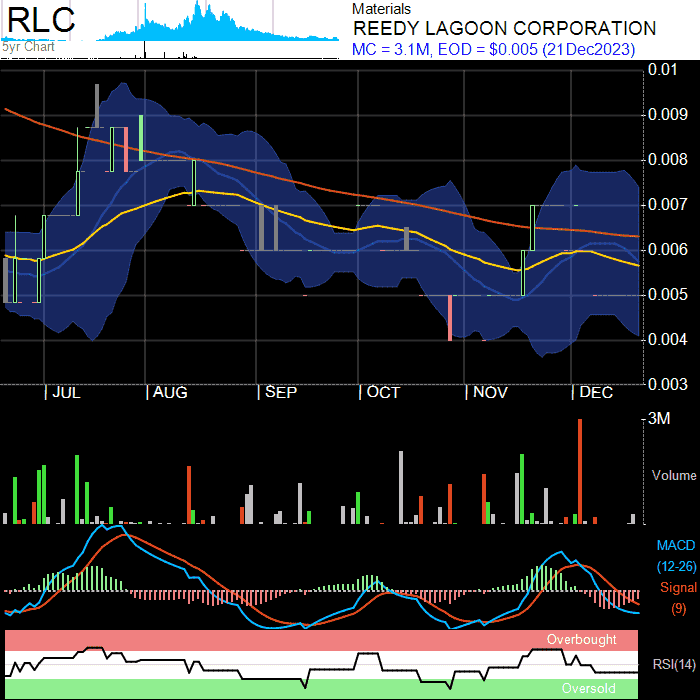 RLC
5yr Chart
Materials
REEDY LAGOON CORPORATION
MC = 3.1M, EOD = $0.005 (21Dec2023)
0.01
0.009
0.008
0.007
0.006
0.005
0.004
0.003
JUL AUG SEP OCT NOV DEC
3M
Volume
MACD
(12-26)
Signal
(9)
Overbought
RSI(14)
Oversold